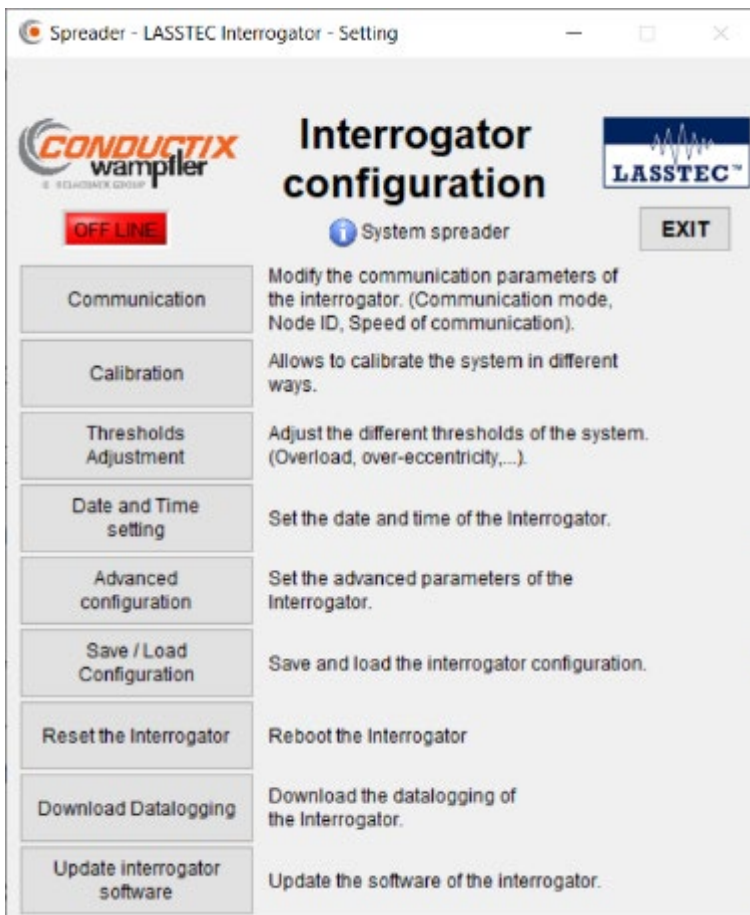 Spreader - LASSTEC Interrogator - Setting
CONDUCTIX
wampfler
Interrogator
configuration
LASSTEC™
OFF LINE
System spreader
EXIT
Communication
Modify the communication parameters of
the interrogator. (Communication mode,
Node ID, Speed of communication).
Calibration
Allows to calibrate the system in different
ways.
Thresholds
Adjustment
Adjust the different thresholds of the system.
(Overload, over-eccentricity,...).
Date and Time
setting
Set the date and time of the Interrogator.
Advanced
configuration
Set the advanced parameters of the
Interrogator.
Save / Load
Configuration
Save and load the interrogator configuration.
Reset the Interrogator
Reboot the Interrogator
Download Datalogging
Download the datalogging of
the Interrogator.
Update interrogator
software
Update the software of the interrogator.